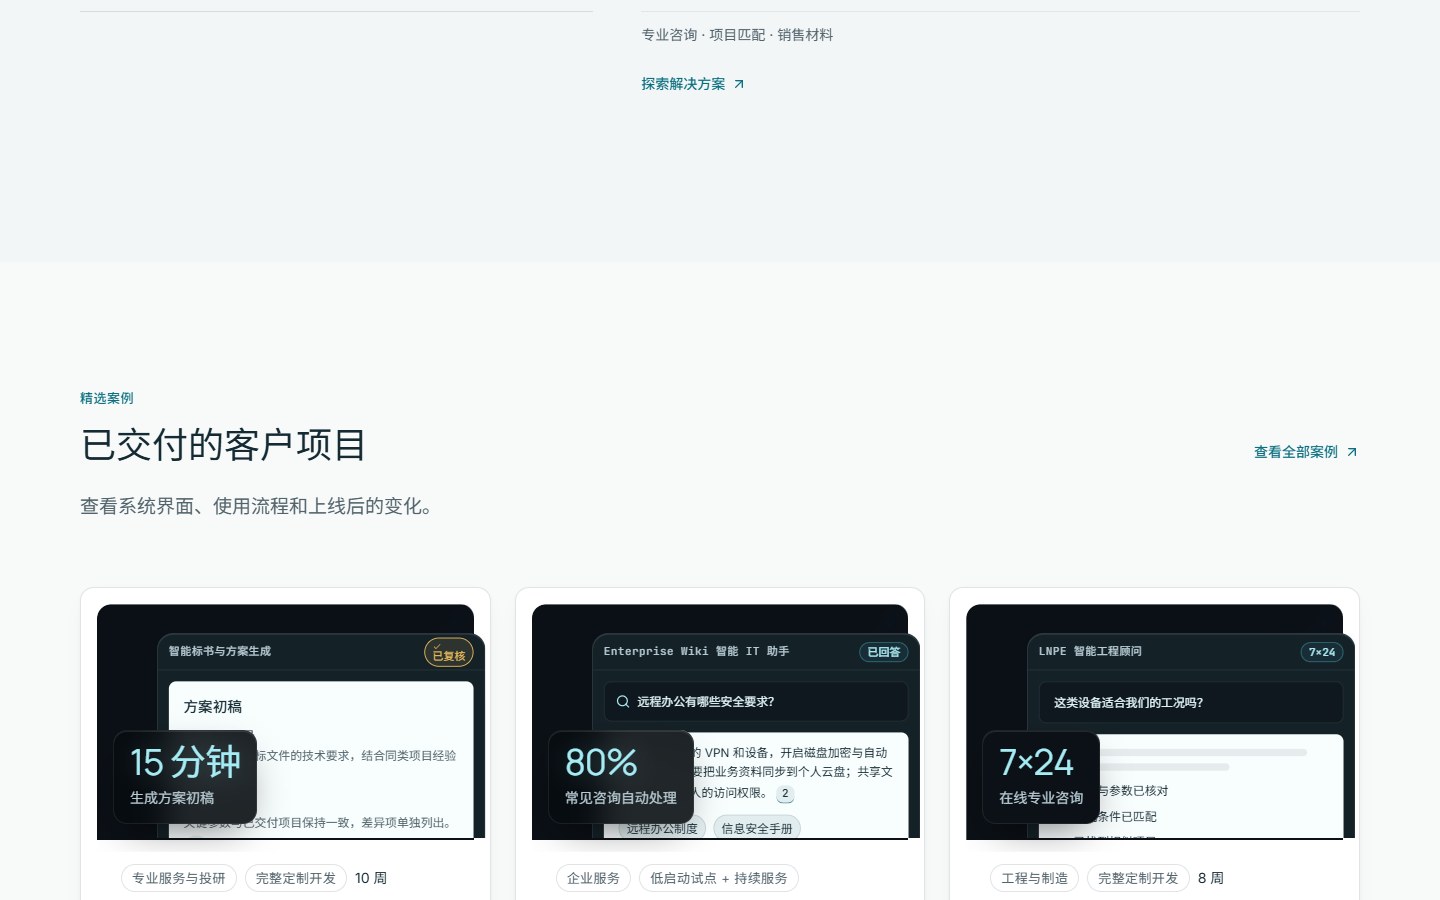 专业咨询 · 项目匹配 · 销售材料
探索解决方案
精选案例
已交付的客户项目
查看全部案例
查看系统界面、使用流程和上线后的变化。
智能标书与方案生成
已复核
方案初稿
标文件的技术要求，结合同类项目经验
15 分钟
生成方案初稿
已交付项目保持一致，差异项单独列出。
专业服务与投研
完整定制开发
10 周
Enterprise Wiki 智能 IT 助手
已回答
远程办公有哪些安全要求？
VPN 和设备，开启磁盘加密与自动
要把业务资料同步到个人云盘；共享文
人的访问权限。 2
80%
常见咨询自动处理
远程办公制度
信息安全手册
企业服务
低启动试点 + 持续服务
LNPE 智能工程顾问
7×24
这类设备适合我们的工况吗？
7×24
在线专业咨询
与参数已核对
条件已匹配
工程与制造
完整定制开发
8 周